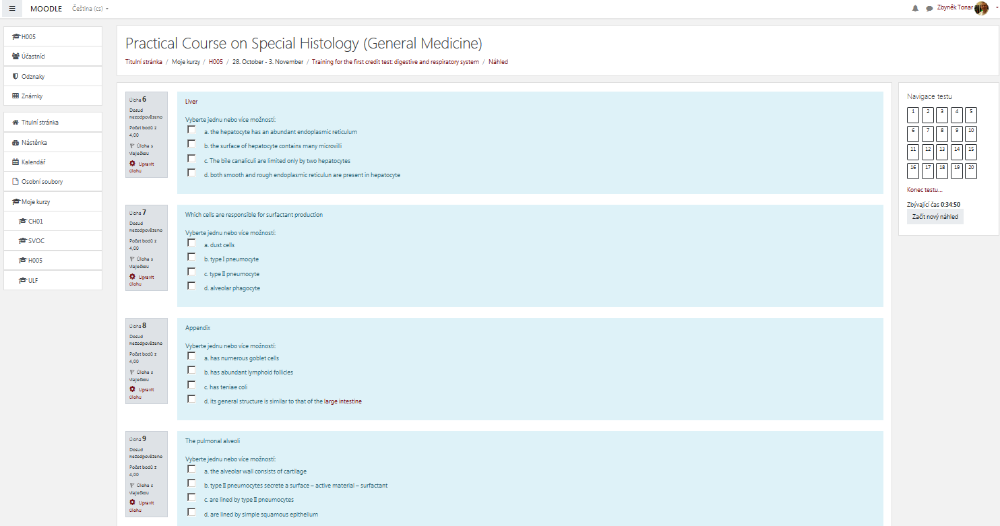 MOODLE Čeština (cs)
Zbyněk Tonar
H005
Účastníci
Odznaky
Známky
Titulní stránka
Nástěnka
Kalendář
Osobní soubory
Moje kurzy
CH01
SVOC
H005
ULF
Practical Course on Special Histology (General Medicine)
Titulní stránka / Moje kurzy / H005 / 28. October - 3. November / Training for the first credit test: digestive and respiratory system / Náhled
Úloha 6
Dosud
nezodpovězeno
Počet bodů z
4,00
Úloha s
vlaječkou
Upravit
úlohu
Liver
Vyberte jednu nebo více možností:
a. the hepatocyte has an abundant endoplasmic reticulum
b. the surface of hepatocyte contains many microvilli
c. The bile canaliculi are limited only by two hepatocytes
d. both smooth and rough endoplasmic reticulun are present in hepatocyte
Úloha 7
Dosud
nezodpovězeno
Počet bodů z
4,00
Úloha s
vlaječkou
Upravit
úlohu
Which cells are responsible for surfactant production
Vyberte jednu nebo více možností:
a. dust cells
b. type I pneumocyte
c. type II pneumocyte
d. alveolar phagocyte
Úloha 8
Dosud
nezodpovězeno
Počet bodů z
4,00
Úloha s
vlaječkou
Upravit
úlohu
Appendix
Vyberte jednu nebo více možností:
a. has numerous goblet cells
b. has abundant lymphoid follicles
c. has teniae coli
d. its general structure is similar to that of the large intestine
Úloha 9
Dosud
nezodpovězeno
Počet bodů z
4,00
Úloha s
vlaječkou
Upravit
úlohu
The pulmonal alveoli
Vyberte jednu nebo více možností:
a. the alveolar wall consists of cartilage
b. type II pneumocytes secrete a surface – active material – surfactant
c. are lined by type II pneumocytes
d. are lined by simple squamous epithelium
Navigace testu
1 2 3 4 5
6 7 8 9 10
11 12 13 14 15
16 17 18 19 20
Konec testu...
Zbývající čas 0:34:50
Začít nový náhled